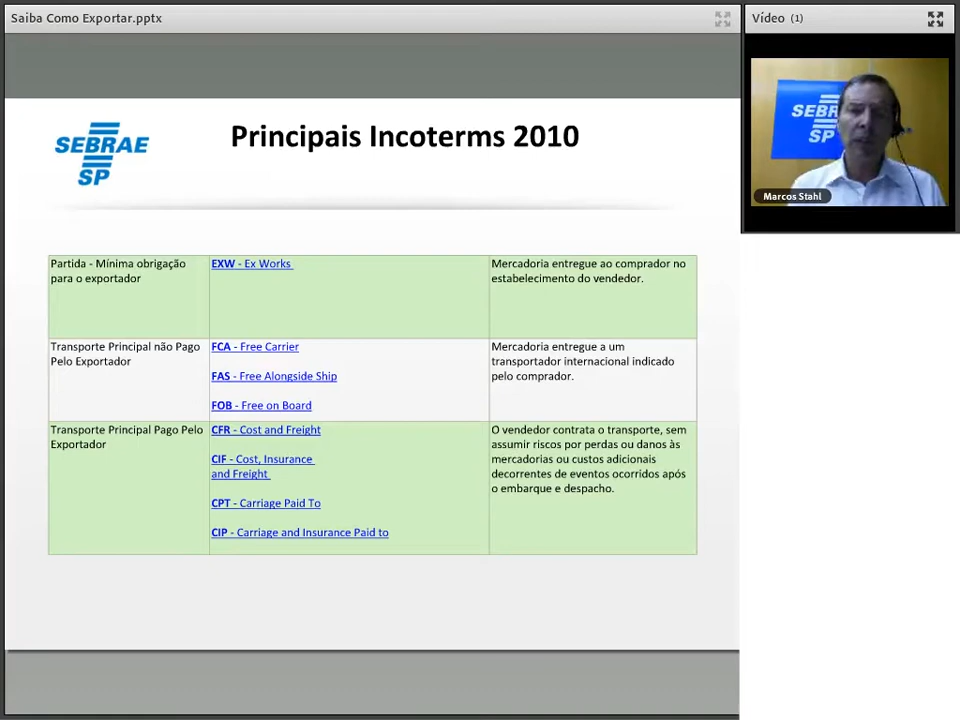 Saiba Como Exportar.pptx
Vídeo (1)
SEBRAE
SP
Principais Incoterms 2010
SEBRAE
SP
Marcos Stahl
Partida - Mínima obrigação
para o exportador
EXW - Ex Works
Mercadoria entregue ao comprador no
estabelecimento do vendedor.
Transporte Principal não Pago
Pelo Exportador
FCA - Free Carrier
FAS - Free Alongside Ship
FOB - Free on Board
Mercadoria entregue a um
transportador internacional indicado
pelo comprador.
Transporte Principal Pago Pelo
Exportador
CFR - Cost and Freight
CIF - Cost, Insurance
and Freight
CPT - Carriage Paid To
CIP - Carriage and Insurance Paid to
O vendedor contrata o transporte, sem
assumir riscos por perdas ou danos às
mercadorias ou custos adicionais
decorrentes de eventos ocorridos após
o embarque e despacho.